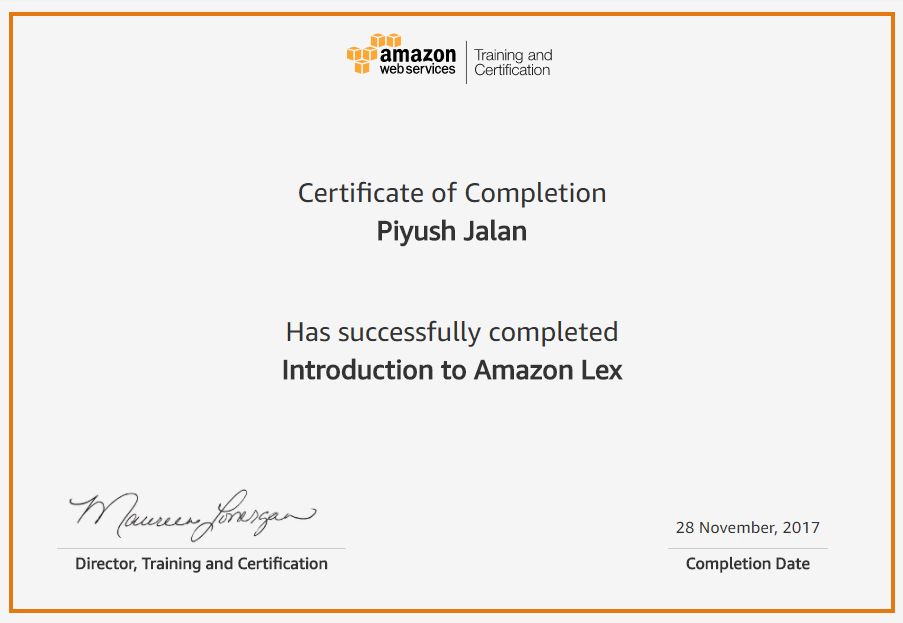 amazon
web services
Training and
Certification
Certificate of Completion
Piyush Jalan
Has successfully completed
Introduction to Amazon Lex
Maureen Lonergan
28 November, 2017
Director, Training and Certification
Completion Date